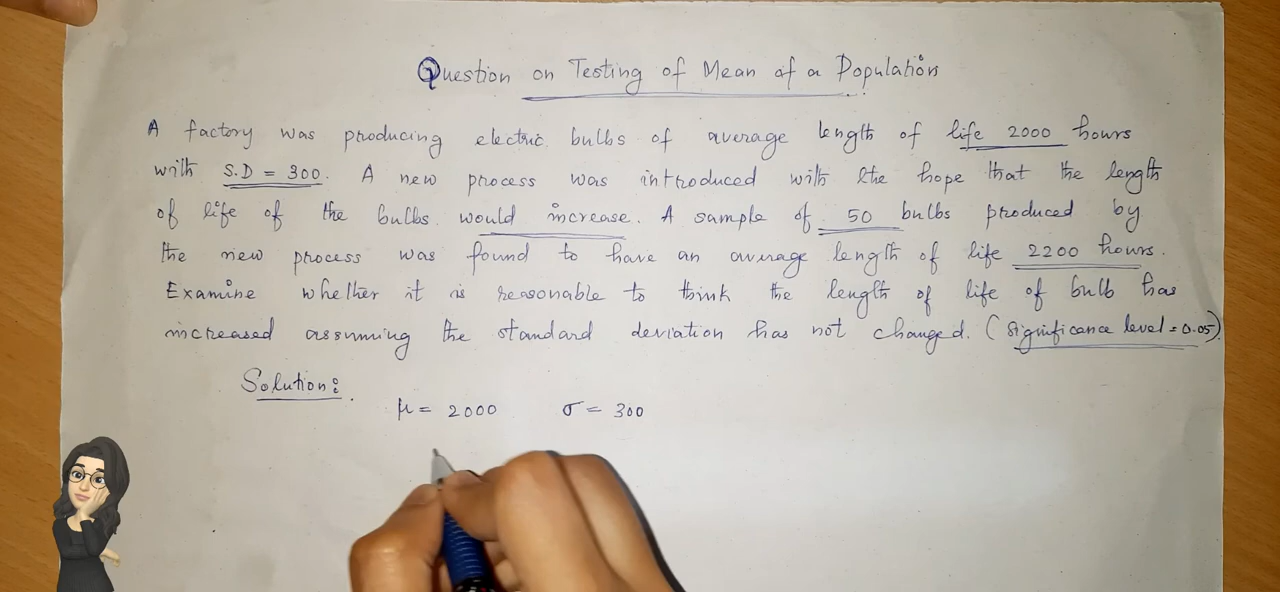 Question on Testing of Mean of a Population
A factory was producing electric bulbs of average length of life 2000 hours
with S.D = 300. A new process was introduced with the hope that the length
of life of the bulbs would increase. A sample of 50 bulbs produced by
the new process was found to have an average length of life 2200 hours.
Examine whether it is reasonable to think the length of life of bulb has
increased assuming the standard deviation has not changed. (Significance level = 0.05)
Solution:
μ = 2000 σ = 300